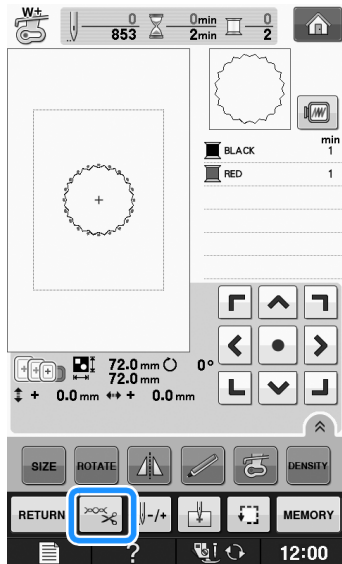 W+
0 0min 0
853 2min 2
min
BLACK 1
RED 1
72.0 mm 0°
72.0 mm
+ 0.0 mm + 0.0 mm
SIZE ROTATE DENSITY
RETURN -/+ MEMORY
? 12:00